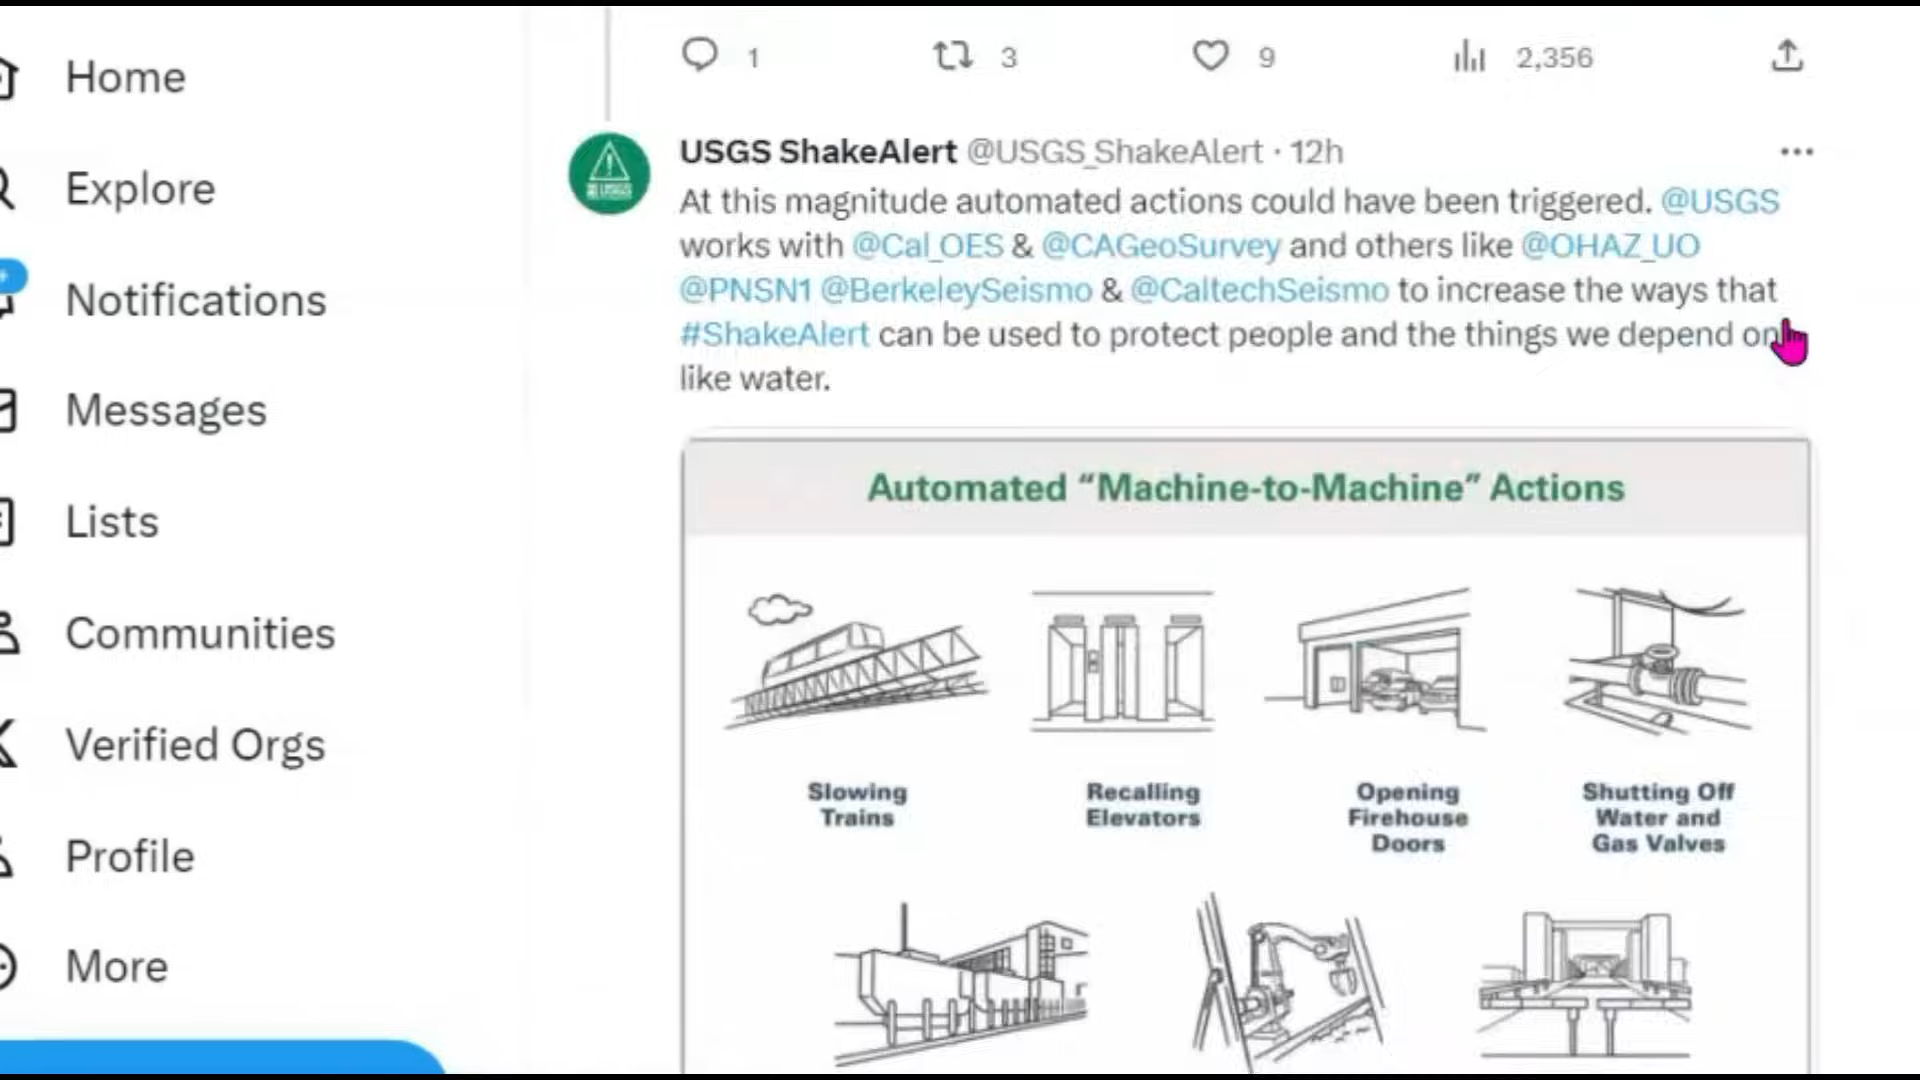 1 3 9 2,356
Home
Explore
Notifications
Messages
Lists
Communities
Verified Orgs
Profile
More
USGS ShakeAlert @USGS_ShakeAlert · 12h
At this magnitude automated actions could have been triggered. @USGS
works with @Cal_OES & @CAGeoSurvey and others like @OHAZ_UO
@PNSN1 @BerkeleySeismo & @CaltechSeismo to increase the ways that
#ShakeAlert can be used to protect people and the things we depend on
like water.
Automated “Machine-to-Machine” Actions
Slowing
Trains
Recalling
Elevators
Opening
Firehouse
Doors
Shutting Off
Water and
Gas Valves